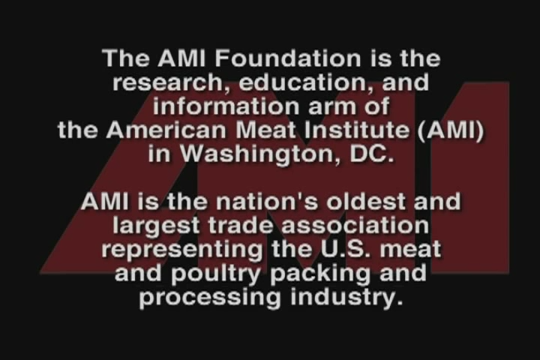 The AMI Foundation is the
research, education, and
information arm of
the American Meat Institute (AMI)
in Washington, DC.
AMI is the nation's oldest and
largest trade association
representing the U.S. meat
and poultry packing and
processing industry.
AMI